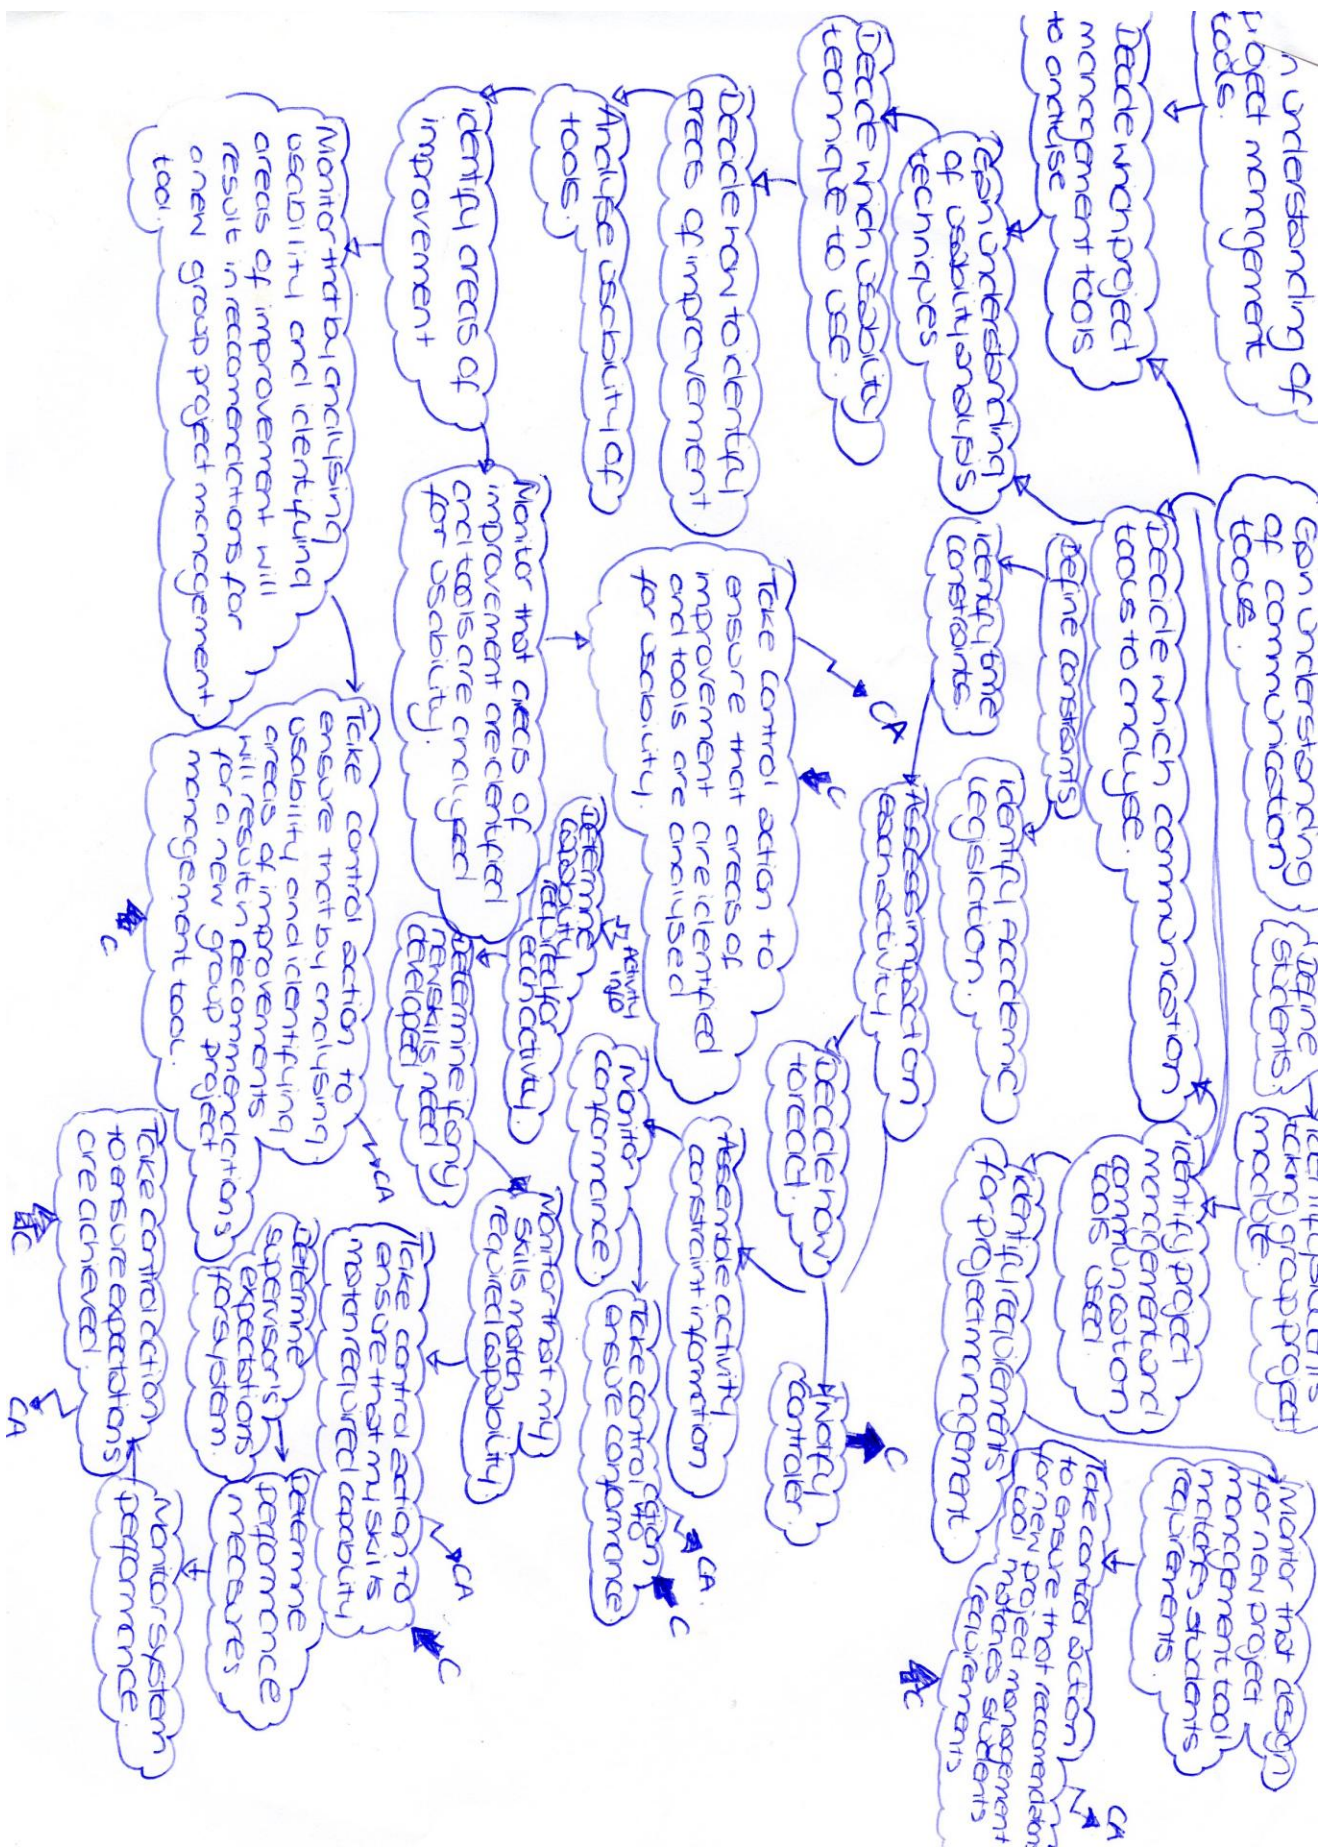 n understanding of
roject management
tools.
Gain understanding
of communication
tools.
Define
students.
taking group project
module.
Monitor that design
for new project
management tool
matches students
requirements.
Decide which project
management tools
to analyse
Decide which communication
tools to analyse.
Identify project
management and
communication
tools used
Take control action
to ensure that reccomendation
for new project management
tool matches students
requirements
CA
C
Gain understanding
of usability analysis
techniques
Define constraints
Identify time
constraints.
Identify Accademic
Legislation.
Identify requirements
for project management.
Decide which usability
teqnique to use.
Assess impact on
each activity
Decide how
to react.
Notify
Controler
C
Decide how to identify
areas of improvement
Take control action to
ensure that areas of
improvement are identified
and tools are analysed
for usability.
CA
C
Assemble activity
constraint information
Analyse usability of
tools.
Activity
info
Determine
capability
required for
each activity.
Monitor
conformance.
Take control action
to
ensure conformance
CA
C
Identify areas of
improvement
Monitor that areas of
improvement are identified
and tools are analysed
for usability.
Determine if any
new skills need
developed
Monitor that my
skills match
required capability.
Take control action to
ensure that my skills
match required capability
CA
C
Monitor that by analysing
usability and identifying
areas of improvement will
result in reccomendations for
a new group project management
tool.
Take control action to
ensure that by analysing
usability and identifying
areas of improvements
will result in reccommendations
for a new group project
management tool.
CA
C
Determine
supervisors
expectations
for system.
Determine
performance
measures
Take control action
to ensure expectations
are acheved.
C
CA
Monitor system
performance